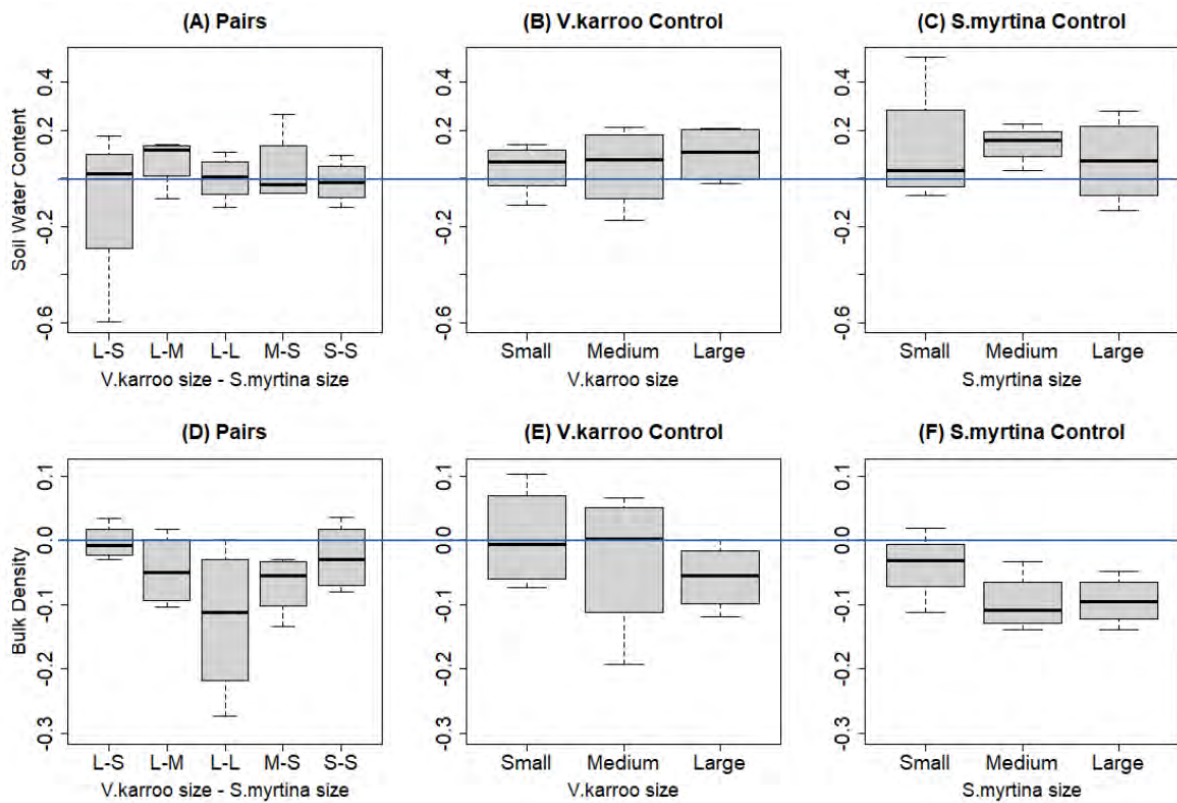 (A) Pairs
(B) V.karroo Control
(C) S.myrtina Control
Soil Water Content
0.4
0.2
-0.2
-0.6
L-S L-M L-L M-S S-S
V.karroo size - S.myrtina size
0.4
0.2
-0.2
-0.6
Small Medium Large
V.karroo size
0.4
0.2
-0.2
-0.6
Small Medium Large
S.myrtina size
(D) Pairs
(E) V.karroo Control
(F) S.myrtina Control
Bulk Density
0.1
0.0
-0.1
-0.2
-0.3
L-S L-M L-L M-S S-S
V.karroo size - S.myrtina size
0.1
0.0
-0.1
-0.2
-0.3
Small Medium Large
V.karroo size
0.1
0.0
-0.1
-0.2
-0.3
Small Medium Large
S.myrtina size